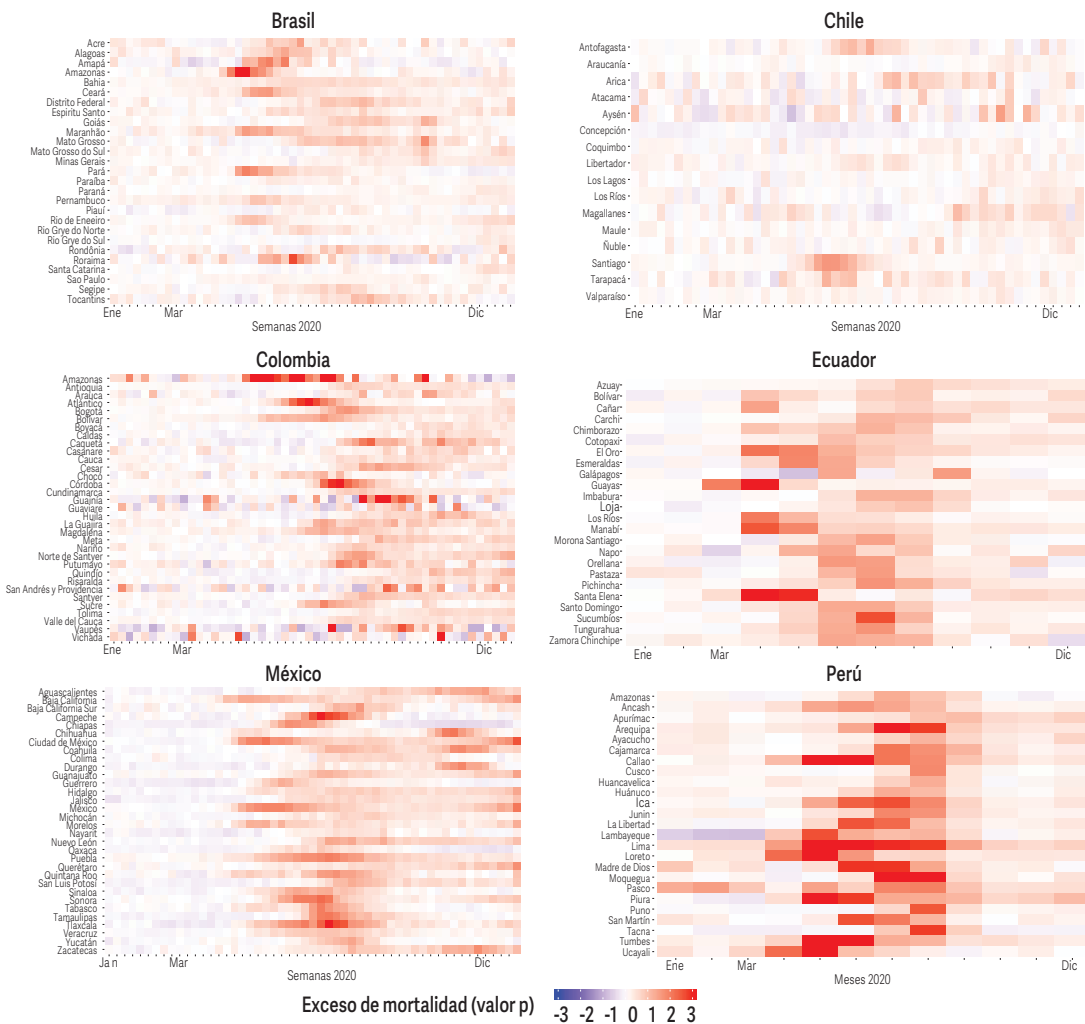 Brasil
Acre
Alagoas
Amapá
Amazonas
Bahia
Ceará
Distrito Federal
Espiritu Santo
Goiás
Maranhão
Mato Grosso
Mato Grosso do Sul
Minas Gerais
Pará
Paraíba
Paraná
Pernambuco
Piauí
Rio de Eneeiro
Rio Grye do Norte
Rio Grye do Sul
Rondônia
Roraima
Santa Catarina
Sao Paulo
Segipe
Tocantins
Ene Mar Dic
Semanas 2020
Chile
Antofagasta
Araucanía
Arica
Atacama
Aysén
Concepción
Coquimbo
Libertador
Los Lagos
Los Ríos
Magallanes
Maule
Ñuble
Santiago
Tarapacá
Valparaíso
Ene Mar Dic
Semanas 2020
Colombia
Amazonas
Antioquia
Arauca
Atlántico
Bogotá
Bolívar
Boyacá
Caldas
Caquetá
Casanare
Cauca
Cesar
Chocó
Córdoba
Cundinamarca
Guainía
Guaviare
Huila
La Guajira
Magdalena
Meta
Nariño
Norte de Santyer
Putumayo
Quindío
Risaralda
San Andrés y Providencia
Santyer
Sucre
Tolima
Valle del Cauca
Vaupés
Vichada
Ene Mar Dic
Ecuador
Azuay
Bolívar
Cañar
Carchi
Chimborazo
Cotopaxi
El Oro
Esmeraldas
Galápagos
Guayas
Imbabura
Loja
Los Ríos
Manabí
Morona Santiago
Napo
Orellana
Pastaza
Pichincha
Santa Elena
Santo Domingo
Sucumbíos
Tungurahua
Zamora Chinchipe
Ene Mar Dic
México
Aguascalientes
Baja California
Baja California Sur
Campeche
Chiapas
Chihuahua
Ciudad de México
Coahuila
Colima
Durango
Guanajuato
Guerrero
Hidalgo
Jalisco
México
Michocán
Morelos
Nayarit
Nuevo León
Oaxaca
Puebla
Querétaro
Quintana Roo
San Luis Potosí
Sinaloa
Sonora
Tabasco
Tamaulipas
Tlaxcala
Veracruz
Yucatán
Zacatecas
Jan Mar Dic
Semanas 2020
Perú
Amazonas
Ancash
Apurímac
Arequipa
Ayacucho
Cajamarca
Callao
Cusco
Huancavelica
Huánuco
Ica
Junin
La Libertad
Lambayeque
Lima
Loreto
Madre de Dios
Moquegua
Pasco
Piura
Puno
San Martín
Tacna
Tumbes
Ucayali
Ene Mar Dic
Meses 2020
Exceso de mortalidad (valor p)
-3 -2 -1 0 1 2 3